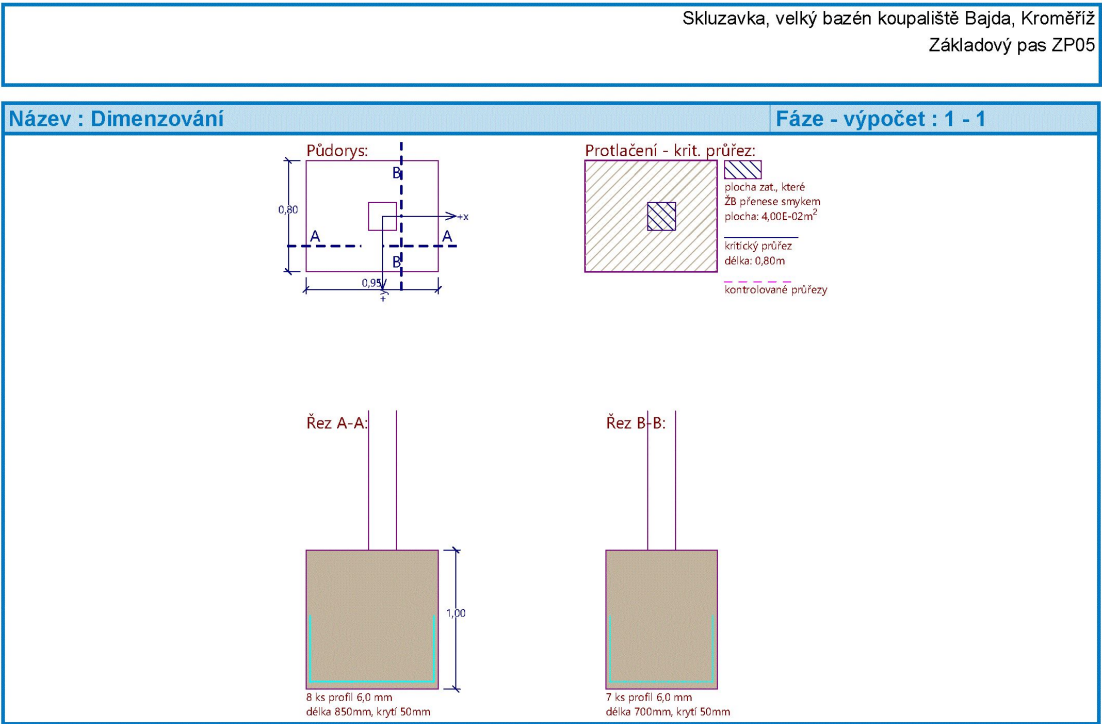 Skluzavka, velký bazén koupaliště Bajda, Kroměříž
Základový pas ZP05
Název : Dimenzování
Fáze - výpočet : 1 - 1
Půdorys:
B
0,80
+x
A
A
B
0,95
+y
Protlačení - krit. průřez:
plocha zat., které
ŽB přenese smykem
plocha: 4,00E-02m²
kritický průřez
délka: 0,80m
kontrolované průřezy
Řez A-A:
1,00
8 ks profil 6,0 mm
délka 850mm, krytí 50mm
Řez B-B:
7 ks profil 6,0 mm
délka 700mm, krytí 50mm